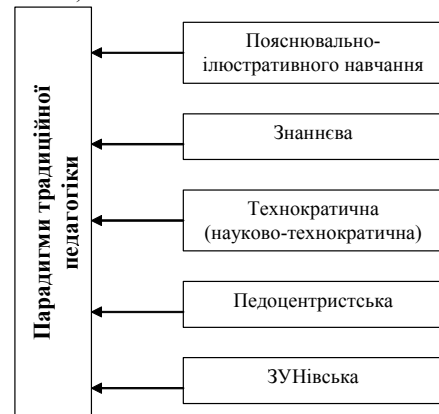 Парадигми традиційної
педагогіки
Пояснювально-
ілюстративного навчання
Знаннєва
Технократична
(науково-технократична)
Педоцентристська
ЗУНівська